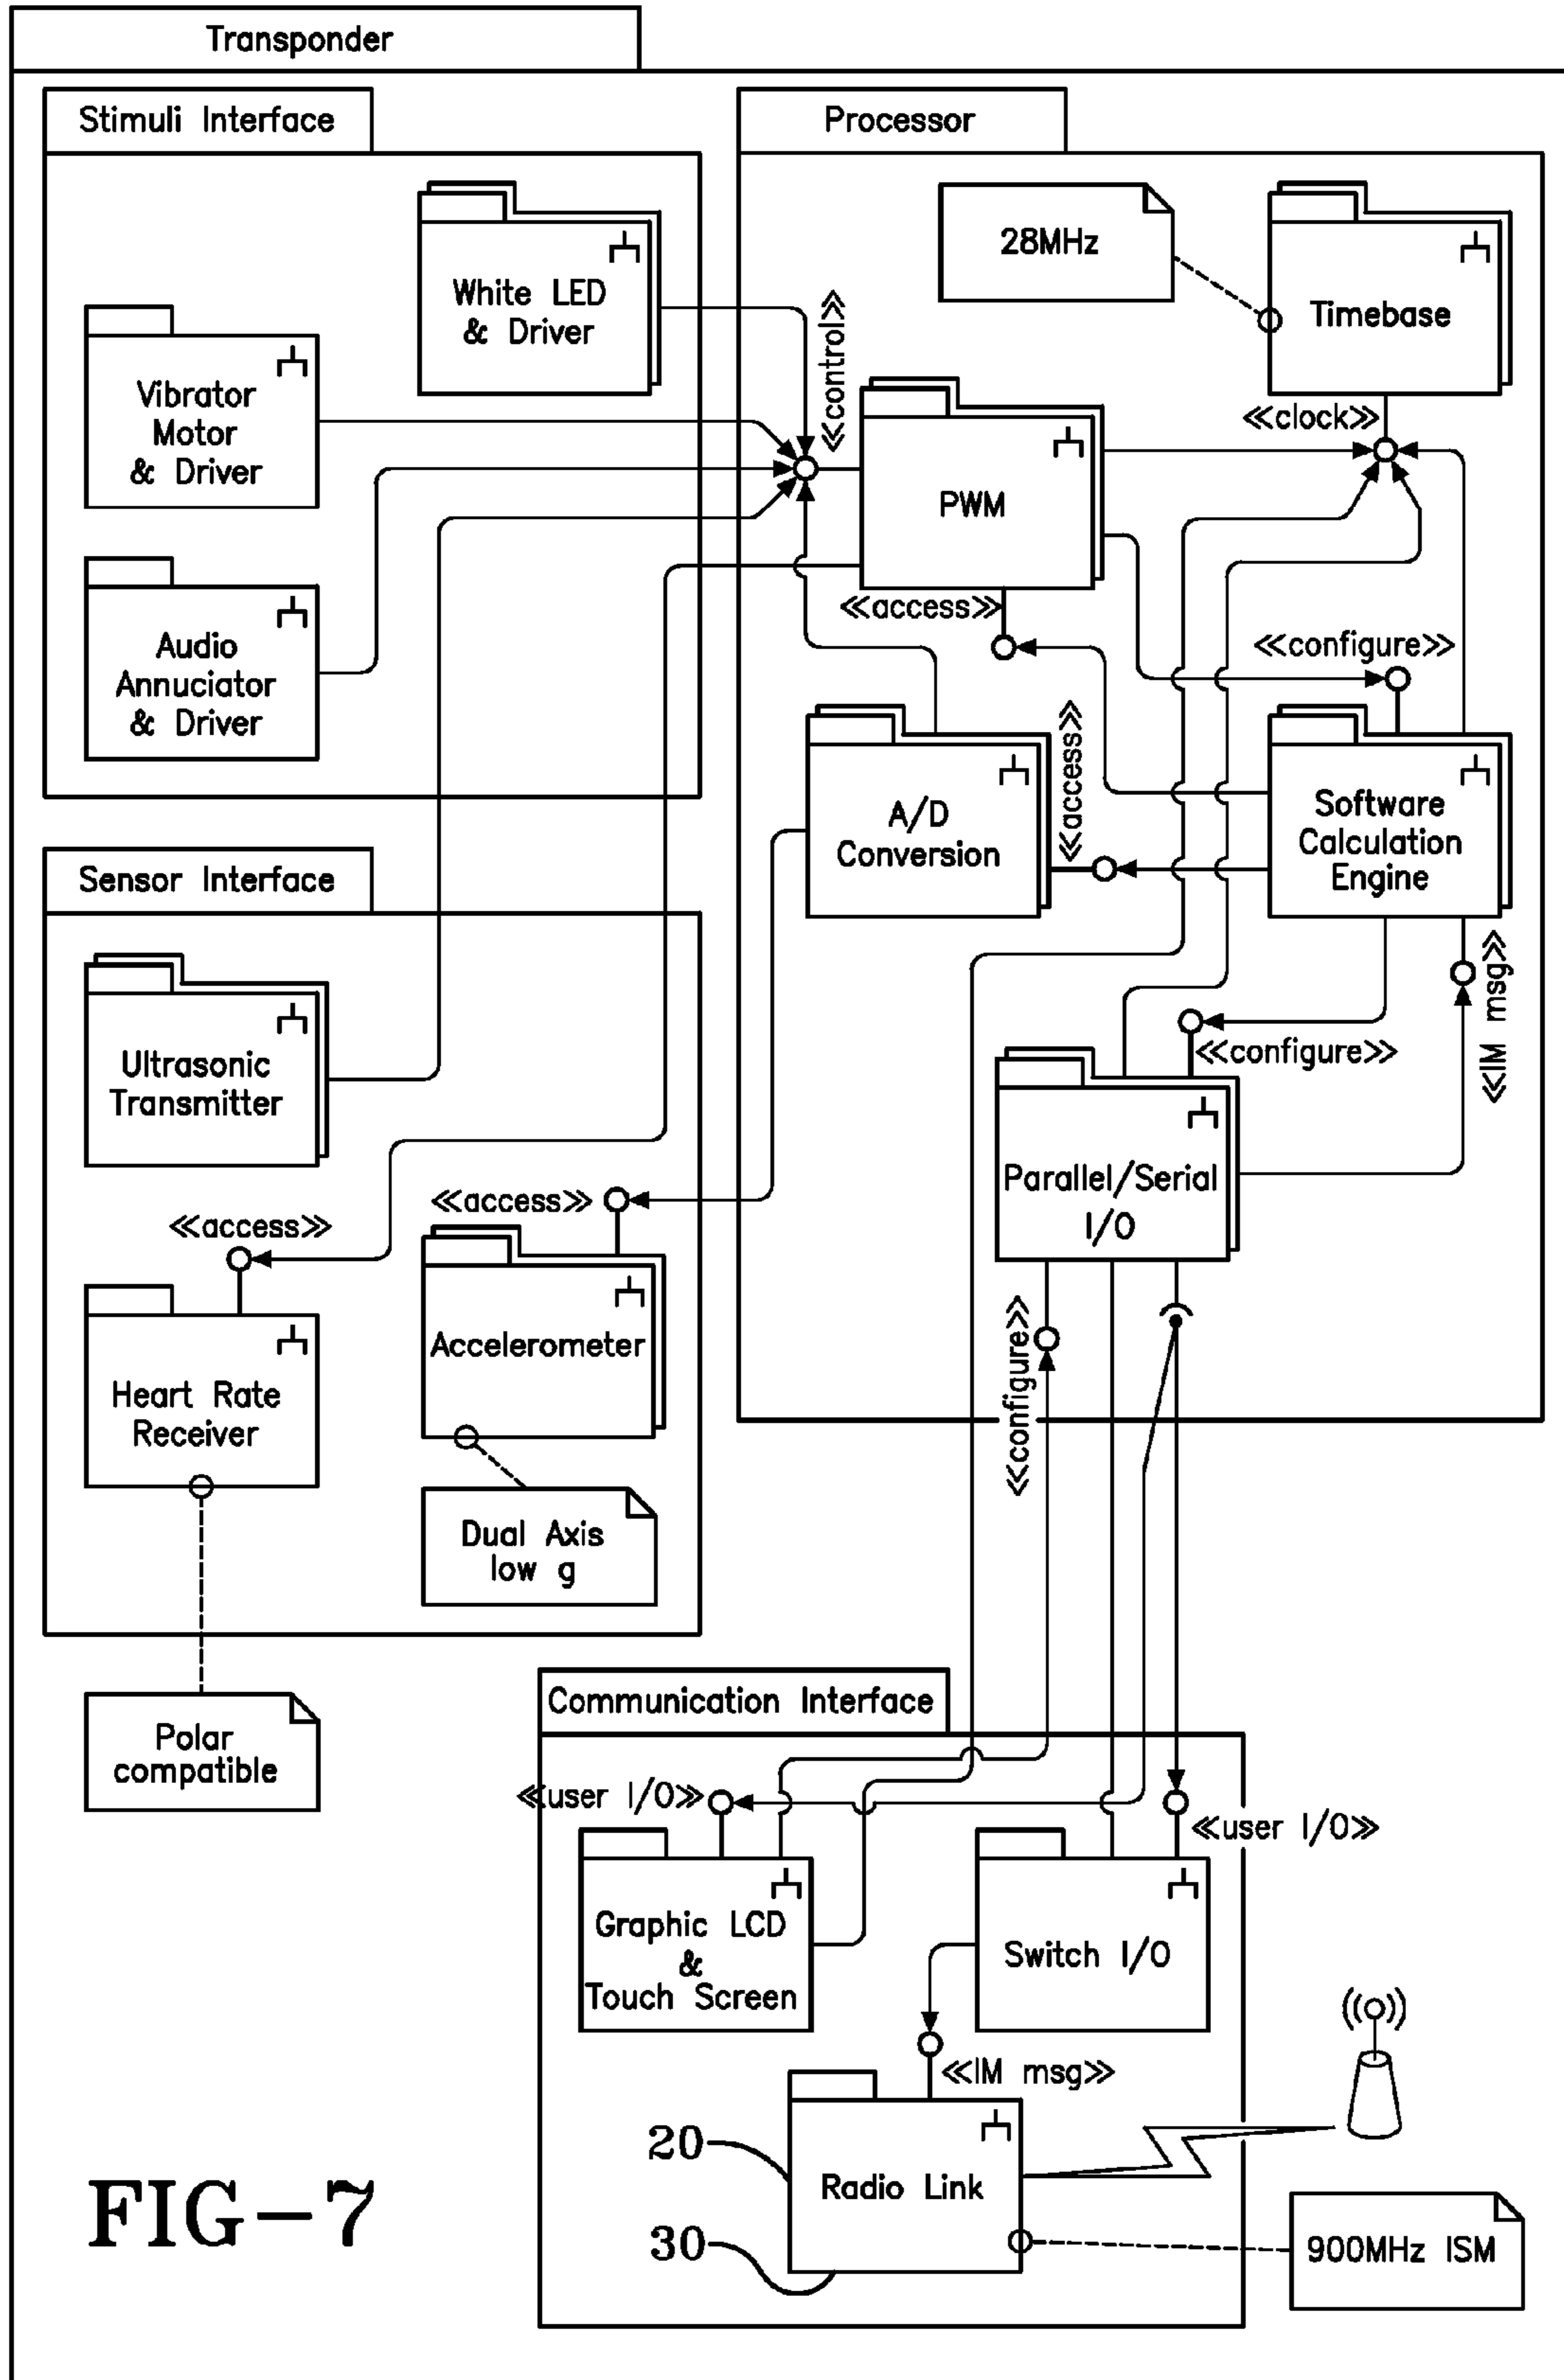 Transponder
Stimuli Interface
White LED
& Driver
Vibrator
Motor
& Driver
Audio
Annuciator
& Driver
Sensor Interface
Ultrasonic
Transmitter
≪access≫
Heart Rate
Receiver
≪access≫
Accelerometer
Dual Axis
low g
Polar
compatible
Processor
28MHz
Timebase
≪control≫
≪clock≫
PWM
≪access≫
≪configure≫
A/D
Conversion
≪access≫
Software
Calculation
Engine
≪configure≫
≪IM msg≫
Parallel/Serial
I/O
≪configure≫
Communication Interface
≪user I/O≫
≪user I/O≫
Graphic LCD
&
Touch Screen
Switch I/O
≪IM msg≫
20
Radio Link
30
900MHz ISM
FIG-7